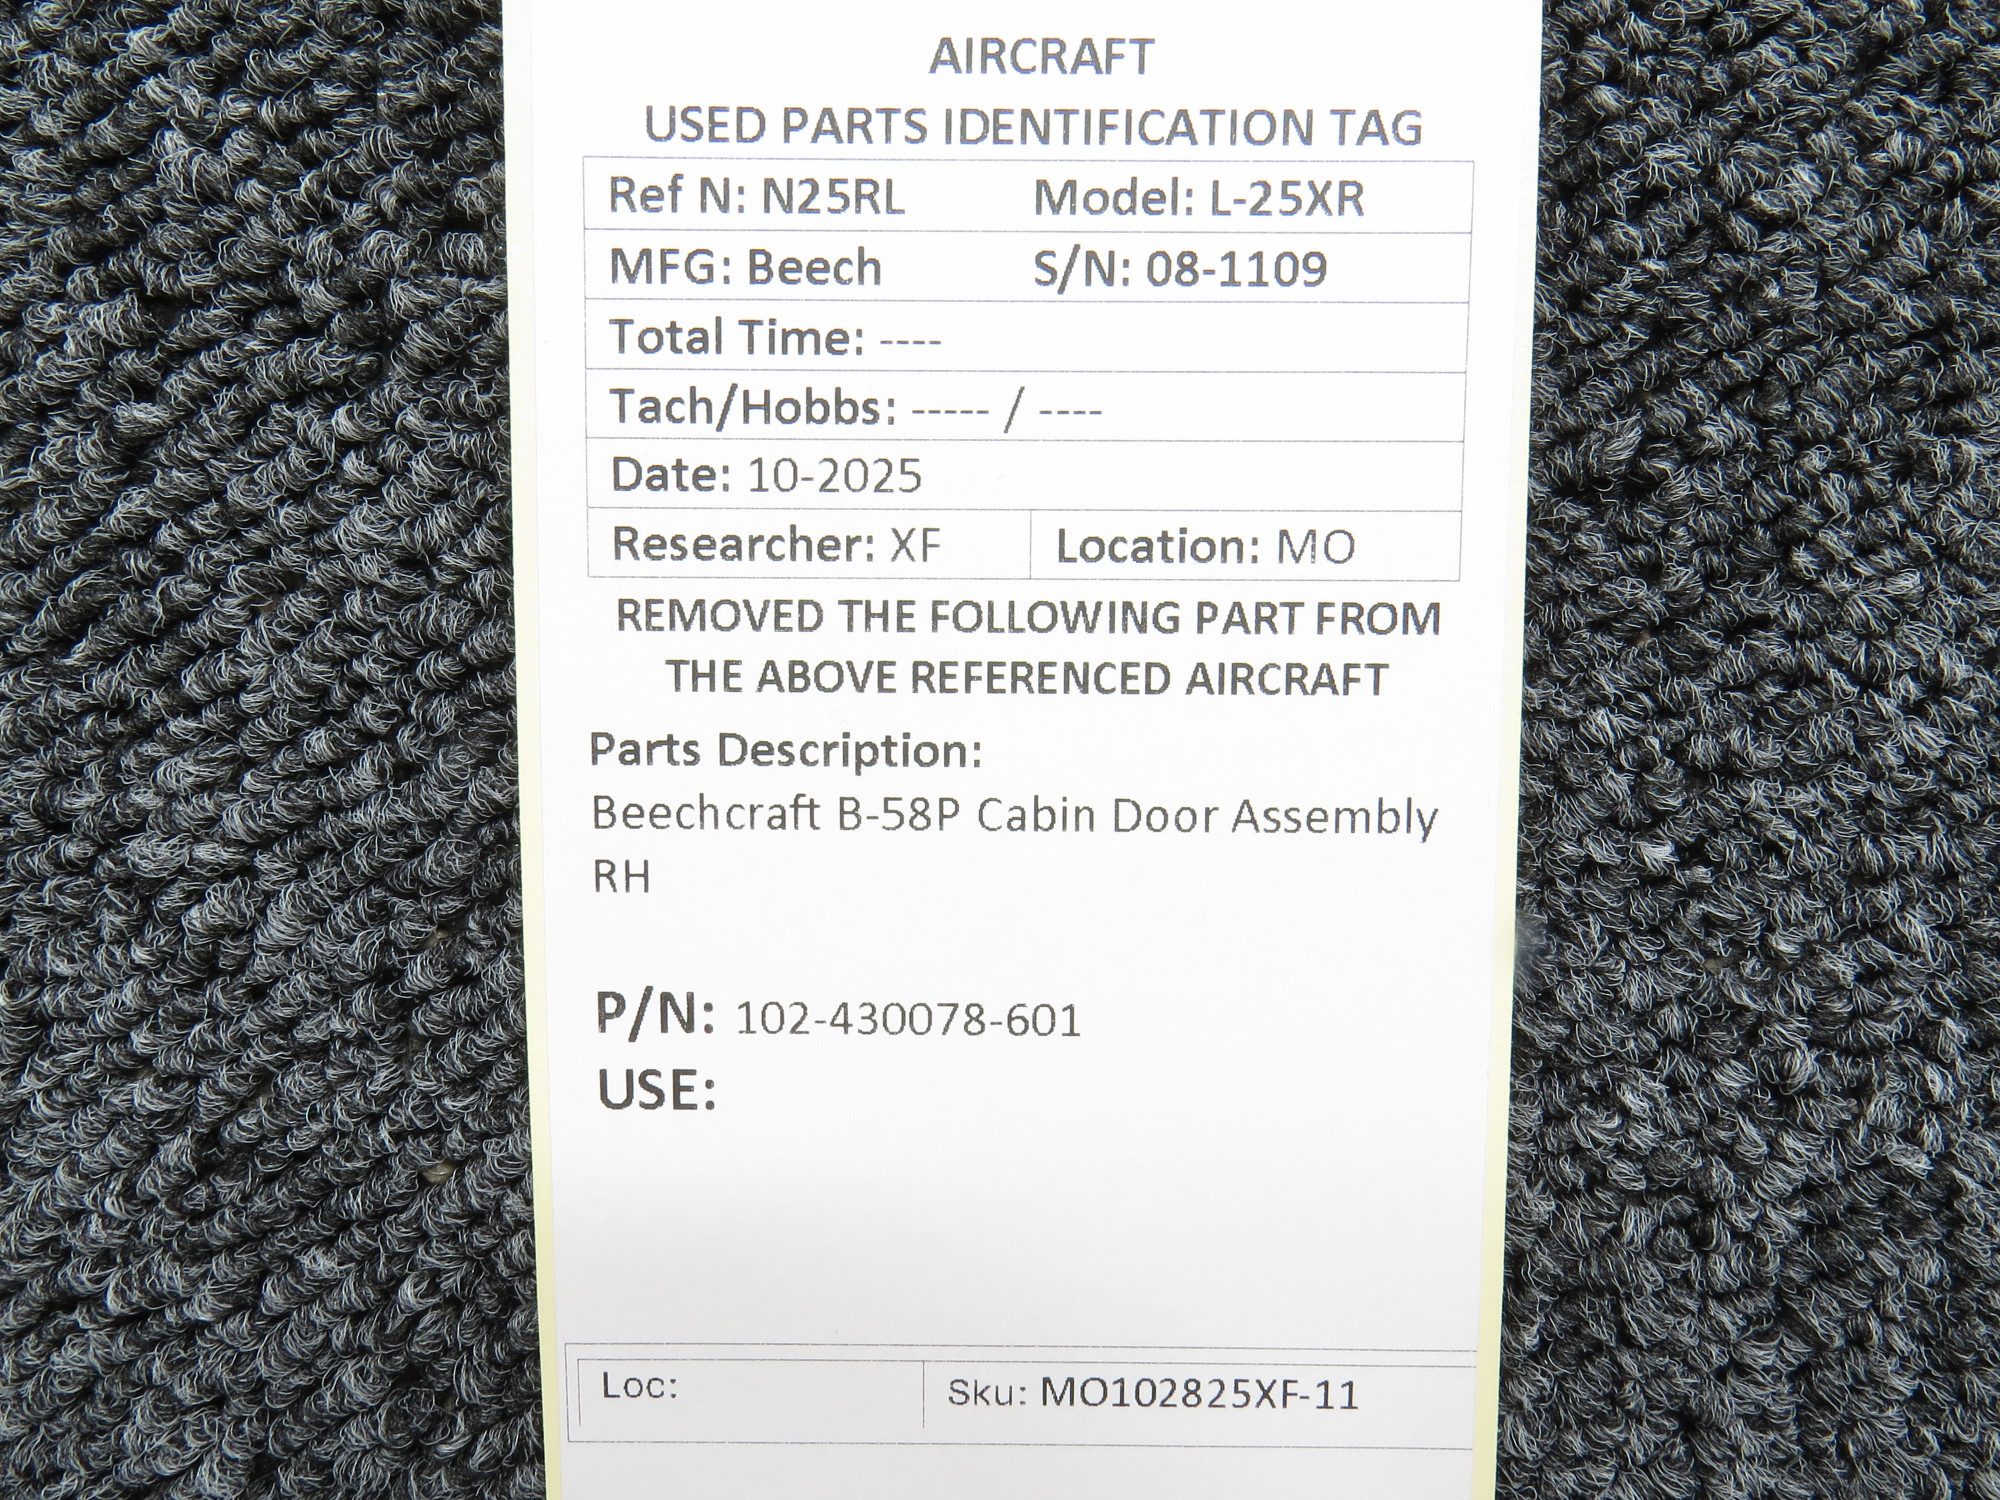 AIRCRAFT
USED PARTS IDENTIFICATION TAG
Ref N: N25RL Model: L-25XR
MFG: Beech S/N: 08-1109
Total Time: ----
Tach/Hobbs: ----- / ----
Date: 10-2025
Researcher: XF Location: MO
REMOVED THE FOLLOWING PART FROM
THE ABOVE REFERENCED AIRCRAFT
Parts Description:
Beechcraft B-58P Cabin Door Assembly
RH
P/N: 102-430078-601
USE:
Loc: Sku: MO102825XF-11